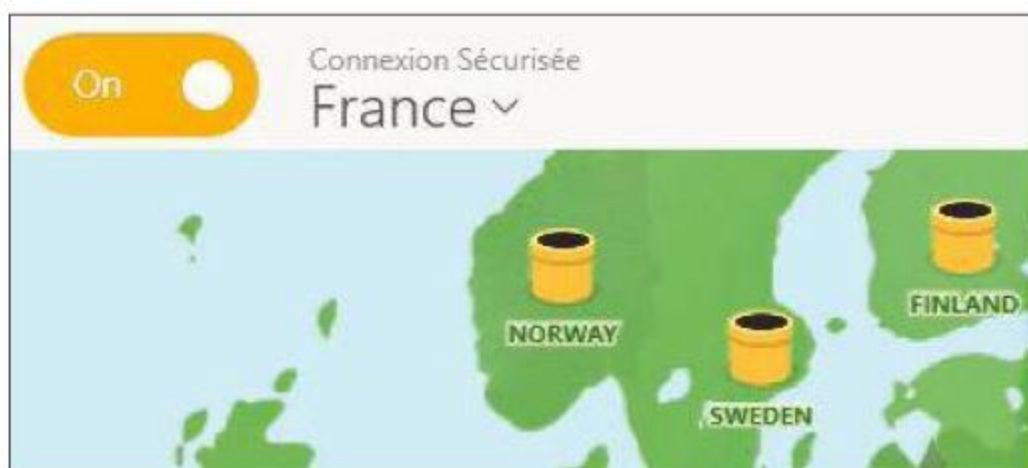 On
Connexion Sécurisée
France
NORWAY
FINLAND
SWEDEN